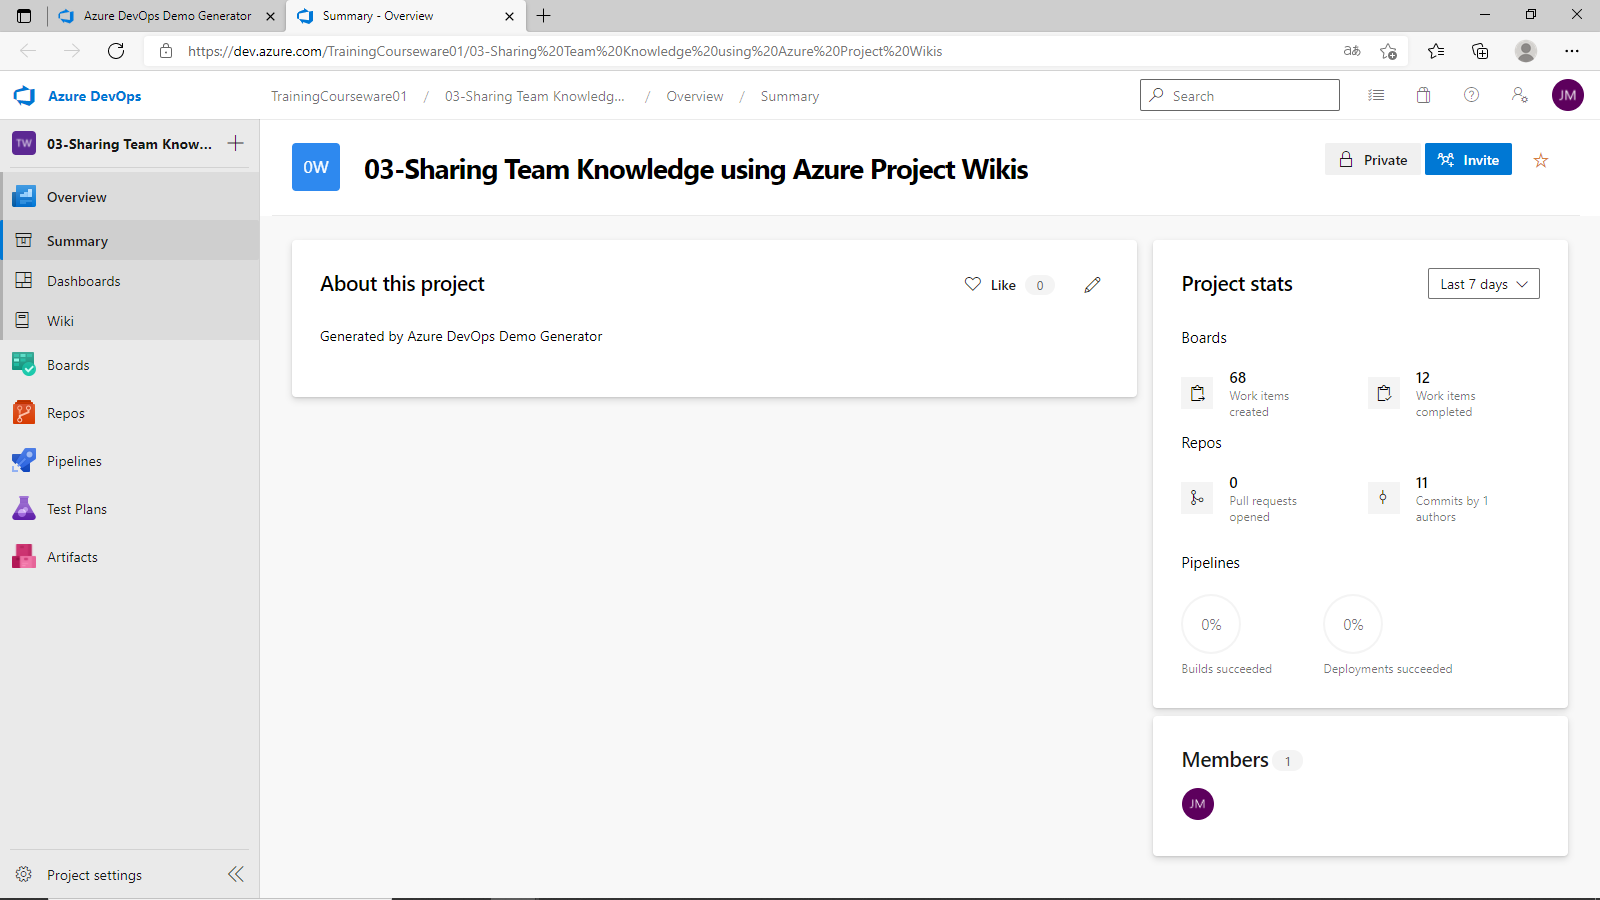 Azure DevOps Demo Generator
Summary - Overview
https://dev.azure.com/TrainingCourseware01/03-Sharing%20Team%20Knowledge%20using%20Azure%20Project%20Wikis
aあ
Azure DevOps
TrainingCourseware01 / 03-Sharing Team Knowledg... / Overview / Summary
Search
JM
TW
03-Sharing Team Know...
Overview
Summary
Dashboards
Wiki
Boards
Repos
Pipelines
Test Plans
Artifacts
Project settings
0W
03-Sharing Team Knowledge using Azure Project Wikis
Private
Invite
About this project
Like 0
Generated by Azure DevOps Demo Generator
Project stats
Last 7 days
Boards
68
Work items
created
12
Work items
completed
Repos
0
Pull requests
opened
11
Commits by 1
authors
Pipelines
0%
Builds succeeded
0%
Deployments succeeded
Members 1
JM